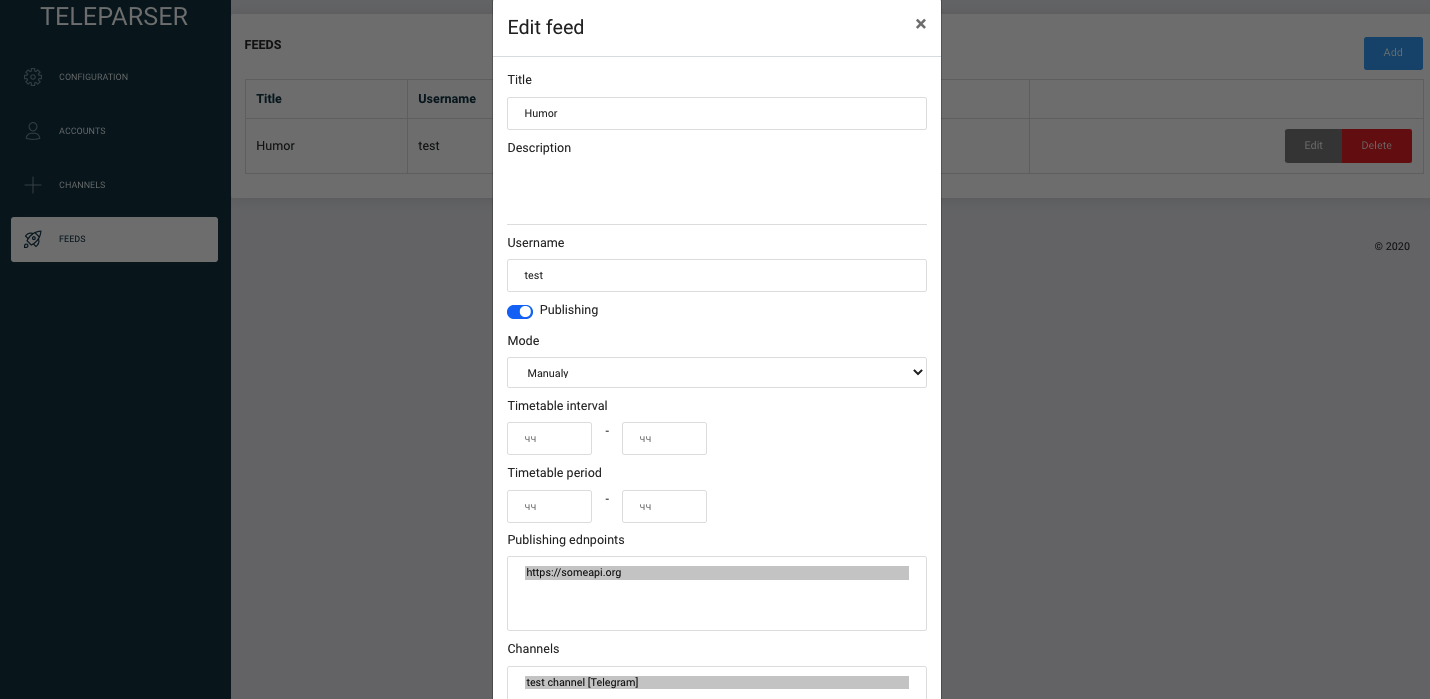 TELEPARSER
CONFIGURATION
ACCOUNTS
CHANNELS
FEEDS
FEEDS
Add
Title Username
Humor test Edit Delete
© 2020
Edit feed ×
Title
Humor
Description
Username
test
Publishing
Mode
Manualy
Timetable interval
чч - чч
Timetable period
чч - чч
Publishing ednpoints
https://someapi.org
Channels
test channel [Telegram]